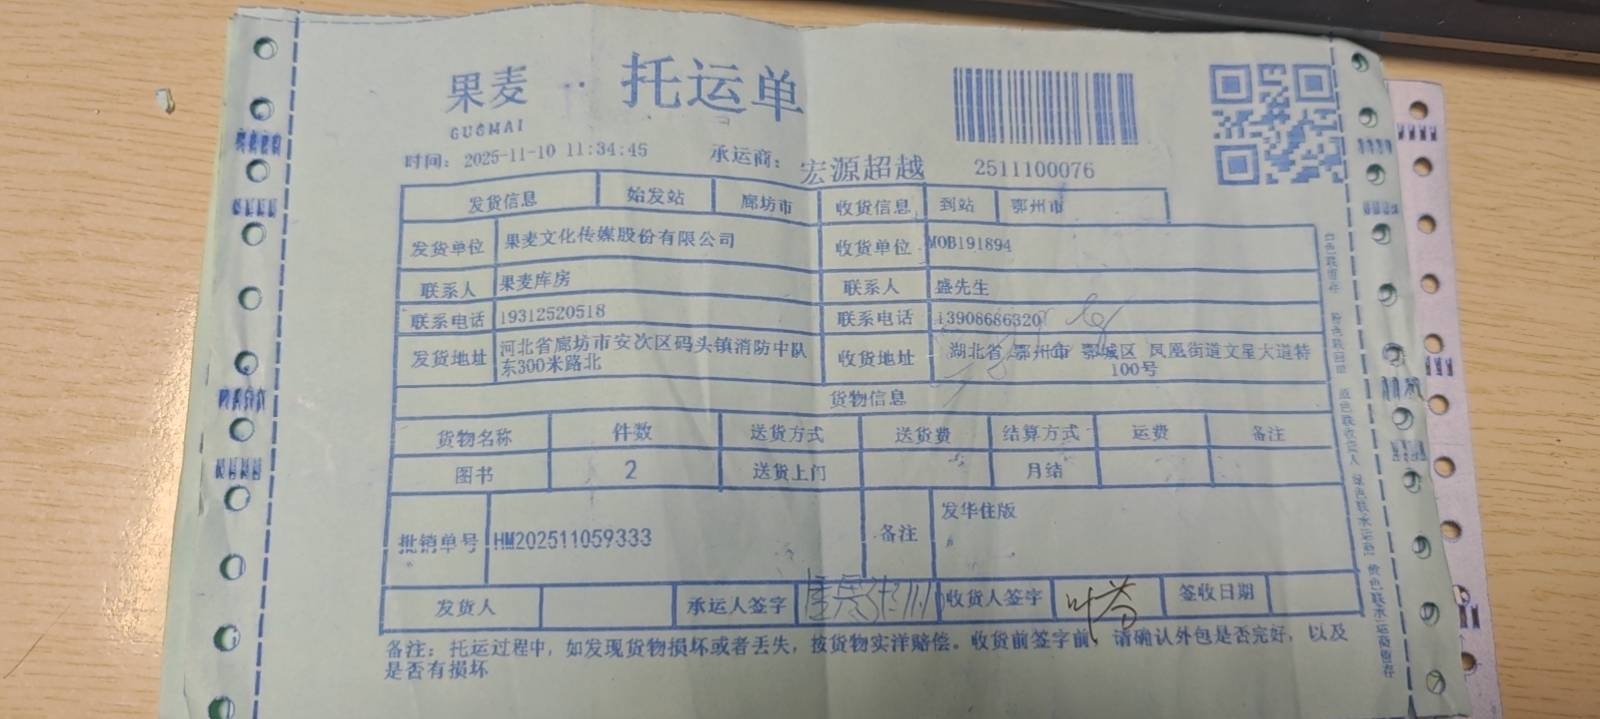 果麦 托运单
GUOMAI
时间: 2025-11-10 11:34:45 承运商: 宏源超越 2511100076
发货信息 始发站 廊坊市 收货信息 到站 鄂州市
发货单位 果麦文化传媒股份有限公司 收货单位 MOB191894
联系人 果麦库房 联系人 盛先生
联系电话 19312520518 联系电话 13908686320
发货地址 河北省廊坊市安次区码头镇消防中队 收货地址 湖北省 鄂州市 鄂城区 凤凰街道文星大道特
东300米路北 100号
货物信息
货物名称 件数 送货方式 送货费 结算方式 运费 备注
图书 2 送货上门 月结
批销单号 HM202511059333 备注 发华住版
发货人 承运人签字 收货人签字 叶芬 签收日期
备注: 托运过程中, 如发现货物损坏或者丢失, 按货物实洋赔偿。收货前签字前, 请确认外包是否完好, 以及
是否有损坏